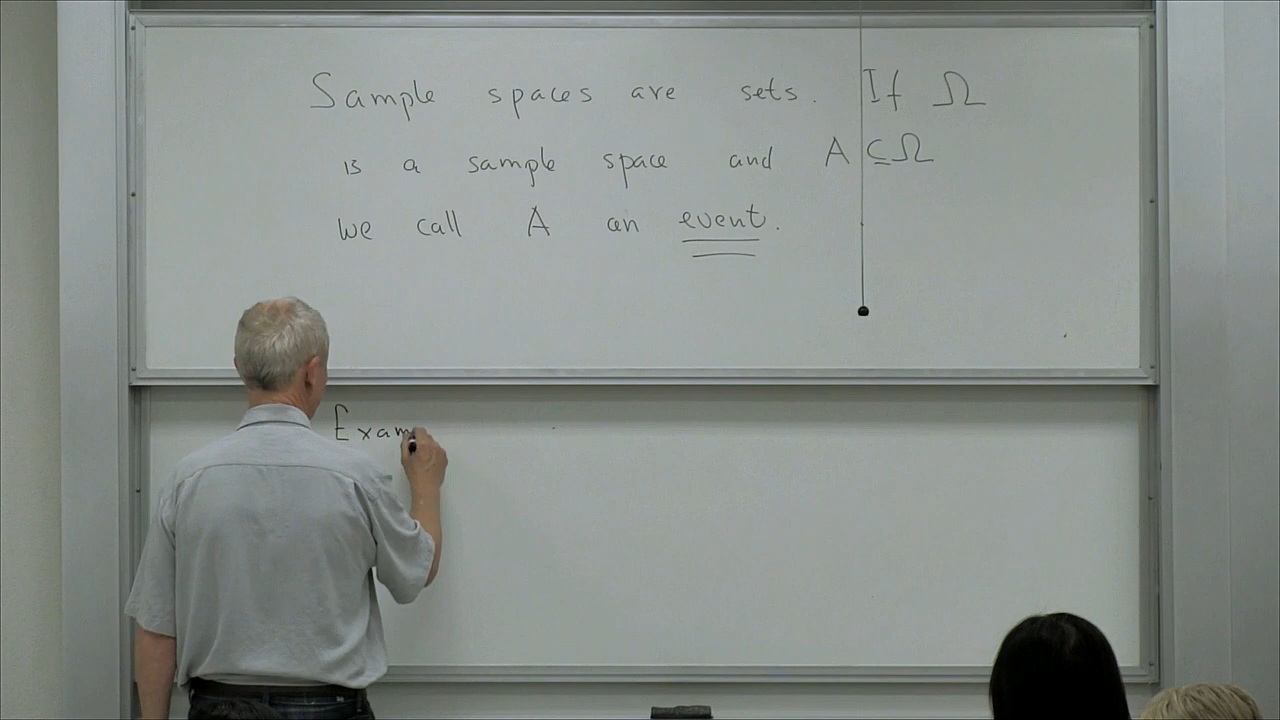 Sample spaces are sets. If Ω
is a sample space and A ⊆ Ω
we call A an event.
Exam